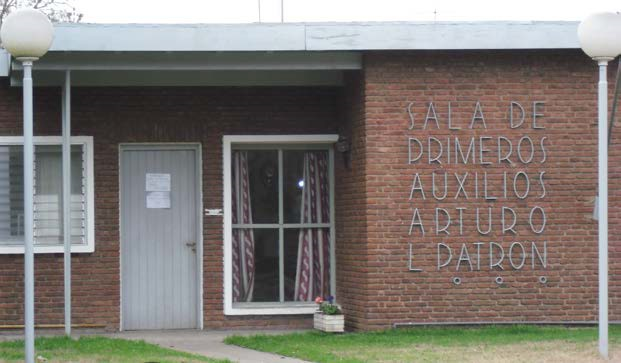 SALA DE
PRIMEROS
AUXILIOS
ARTURO
L PATRON